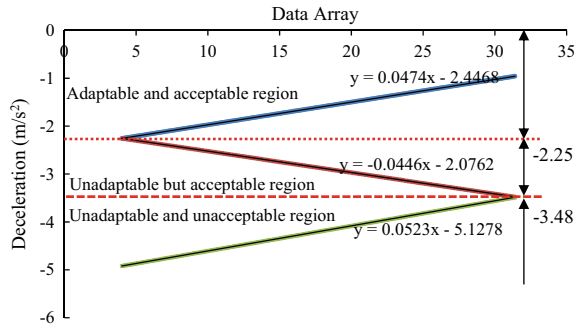 Data Array
0
0 5 10 15 20 25 30 35
y = 0.0474x - 2.4468
-1
Adaptable and acceptable region
-2
-2.25
y = -0.0446x - 2.0762
-3
Unadaptable but acceptable region
-3.48
Unadaptable and unacceptable region
y = 0.0523x - 5.1278
-4
-5
-6
Deceleration (m/s²)